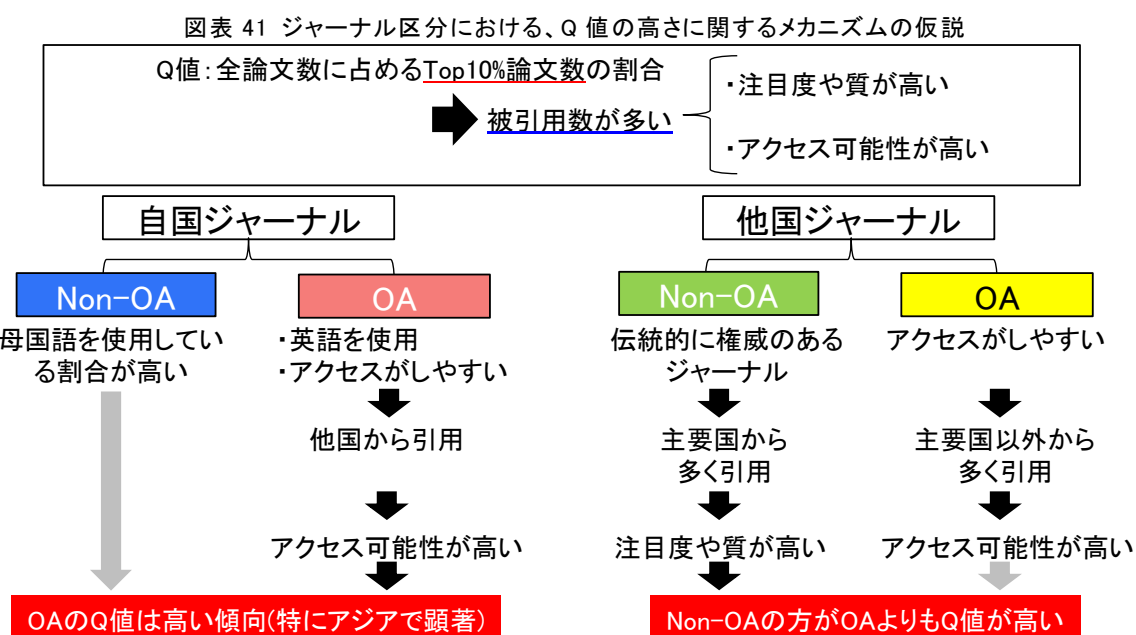 図表 41 ジャーナル区分における、Q 値の高さに関するメカニズムの仮説
Q値：全論文数に占めるTop10%論文数の割合
被引用数が多い
・注目度や質が高い
・アクセス可能性が高い
自国ジャーナル
Non-OA
母国語を使用してい
る割合が高い
OA
・英語を使用
・アクセスがしやすい
他国から引用
アクセス可能性が高い
OAのQ値は高い傾向(特にアジアで顕著)
他国ジャーナル
Non-OA
伝統的に権威のある
ジャーナル
主要国から
多く引用
注目度や質が高い
OA
アクセスがしやすい
主要国以外から
多く引用
アクセス可能性が高い
Non-OAの方がOAよりもQ値が高い